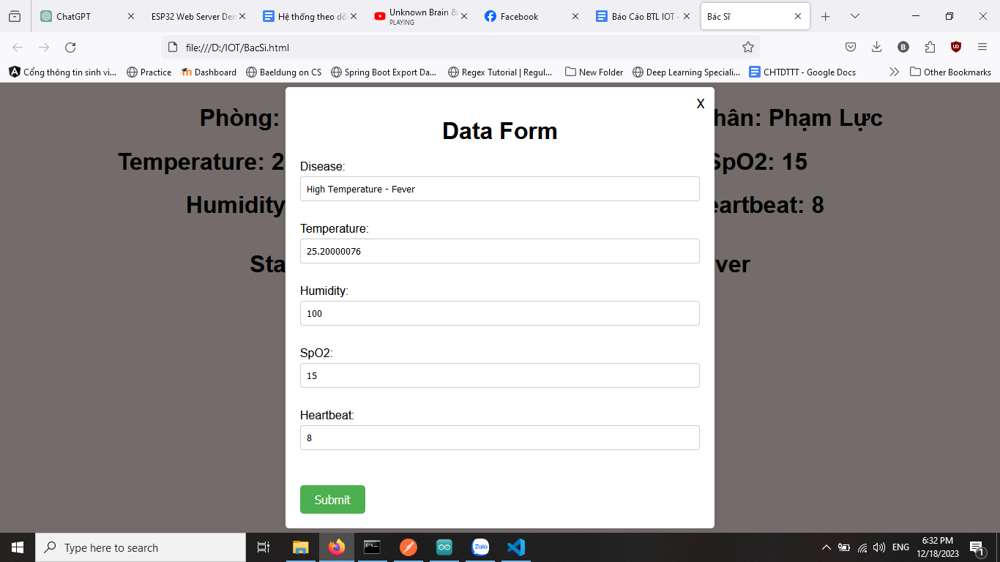 ChatGPT
ESP32 Web Server Der
Hệ thống theo dõ
Unknown Brain &
PLAYING
Facebook
Báo Cáo BTL IOT -
Bác Sĩ
file:///D:/IOT/BacSi.html
Cổng thông tin sinh vi...
Practice
Dashboard
Baeldung on CS
Spring Boot Export Da...
Regex Tutorial | Regul...
New Folder
Deep Learning Speciali...
CHTDTTT - Google Docs
Other Bookmarks
X
Phòng:
hân: Phạm Lực
Data Form
Temperature: 2
SpO2: 15
Humidity
eartbeat: 8
Sta
ver
Disease:
High Temperature - Fever
Temperature:
25.20000076
Humidity:
100
SpO2:
15
Heartbeat:
8
Submit
Type here to search
Zalo
ENG
6:32 PM
12/18/2023
1